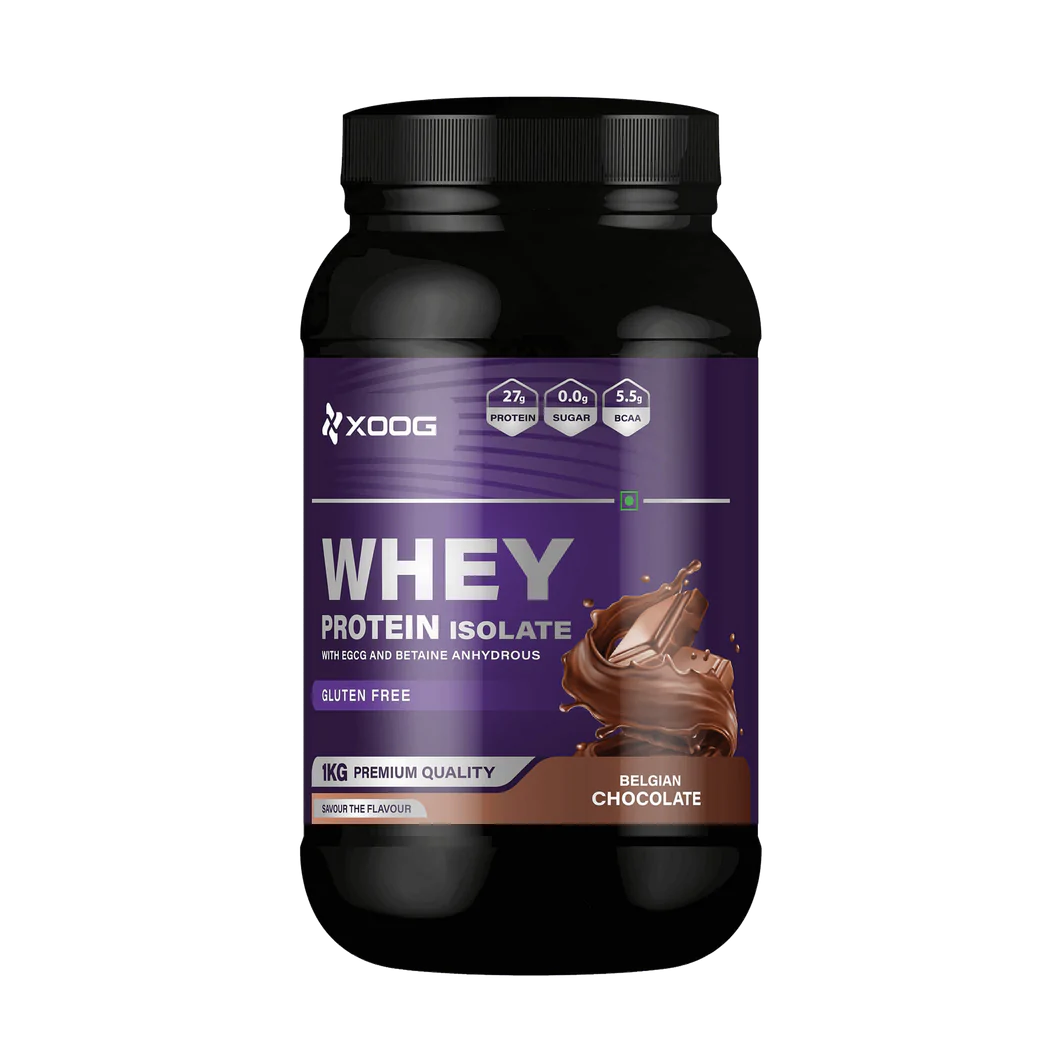 XOOG
27g
PROTEIN
0.0g
SUGAR
5.5g
BCAA
WHEY
PROTEIN ISOLATE
WITH EGCG AND BETAINE ANHYDROUS
GLUTEN FREE
1KG PREMIUM QUALITY
SAVOUR THE FLAVOUR
BELGIAN
CHOCOLATE